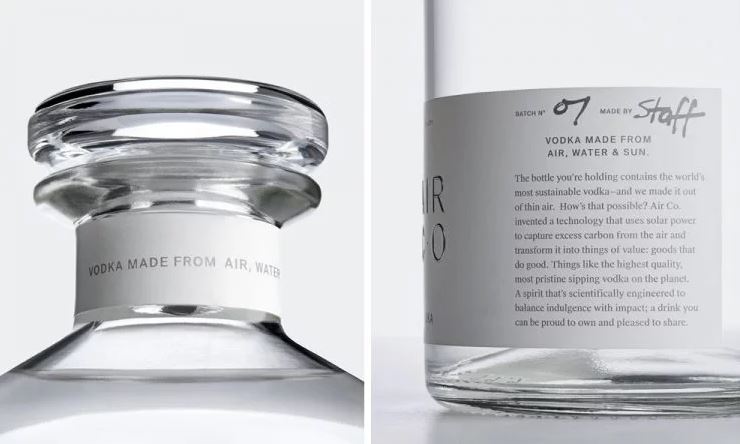 VODKA MADE FROM AIR, WATER
BATCH Nº 07 MADE BY Staff
VODKA MADE FROM
AIR, WATER & SUN.
The bottle you're holding contains the world's
most sustainable vodka–and we made it out
of thin air. How's that possible? Air Co.
invented a technology that uses solar power
to capture excess carbon from the air and
transform it into things of value: goods that
do good. Things like the highest quality,
most pristine sipping vodka on the planet.
A spirit that's scientifically engineered to
balance indulgence with impact; a drink you
can be proud to own and pleased to share.
AIR
C·O
KA